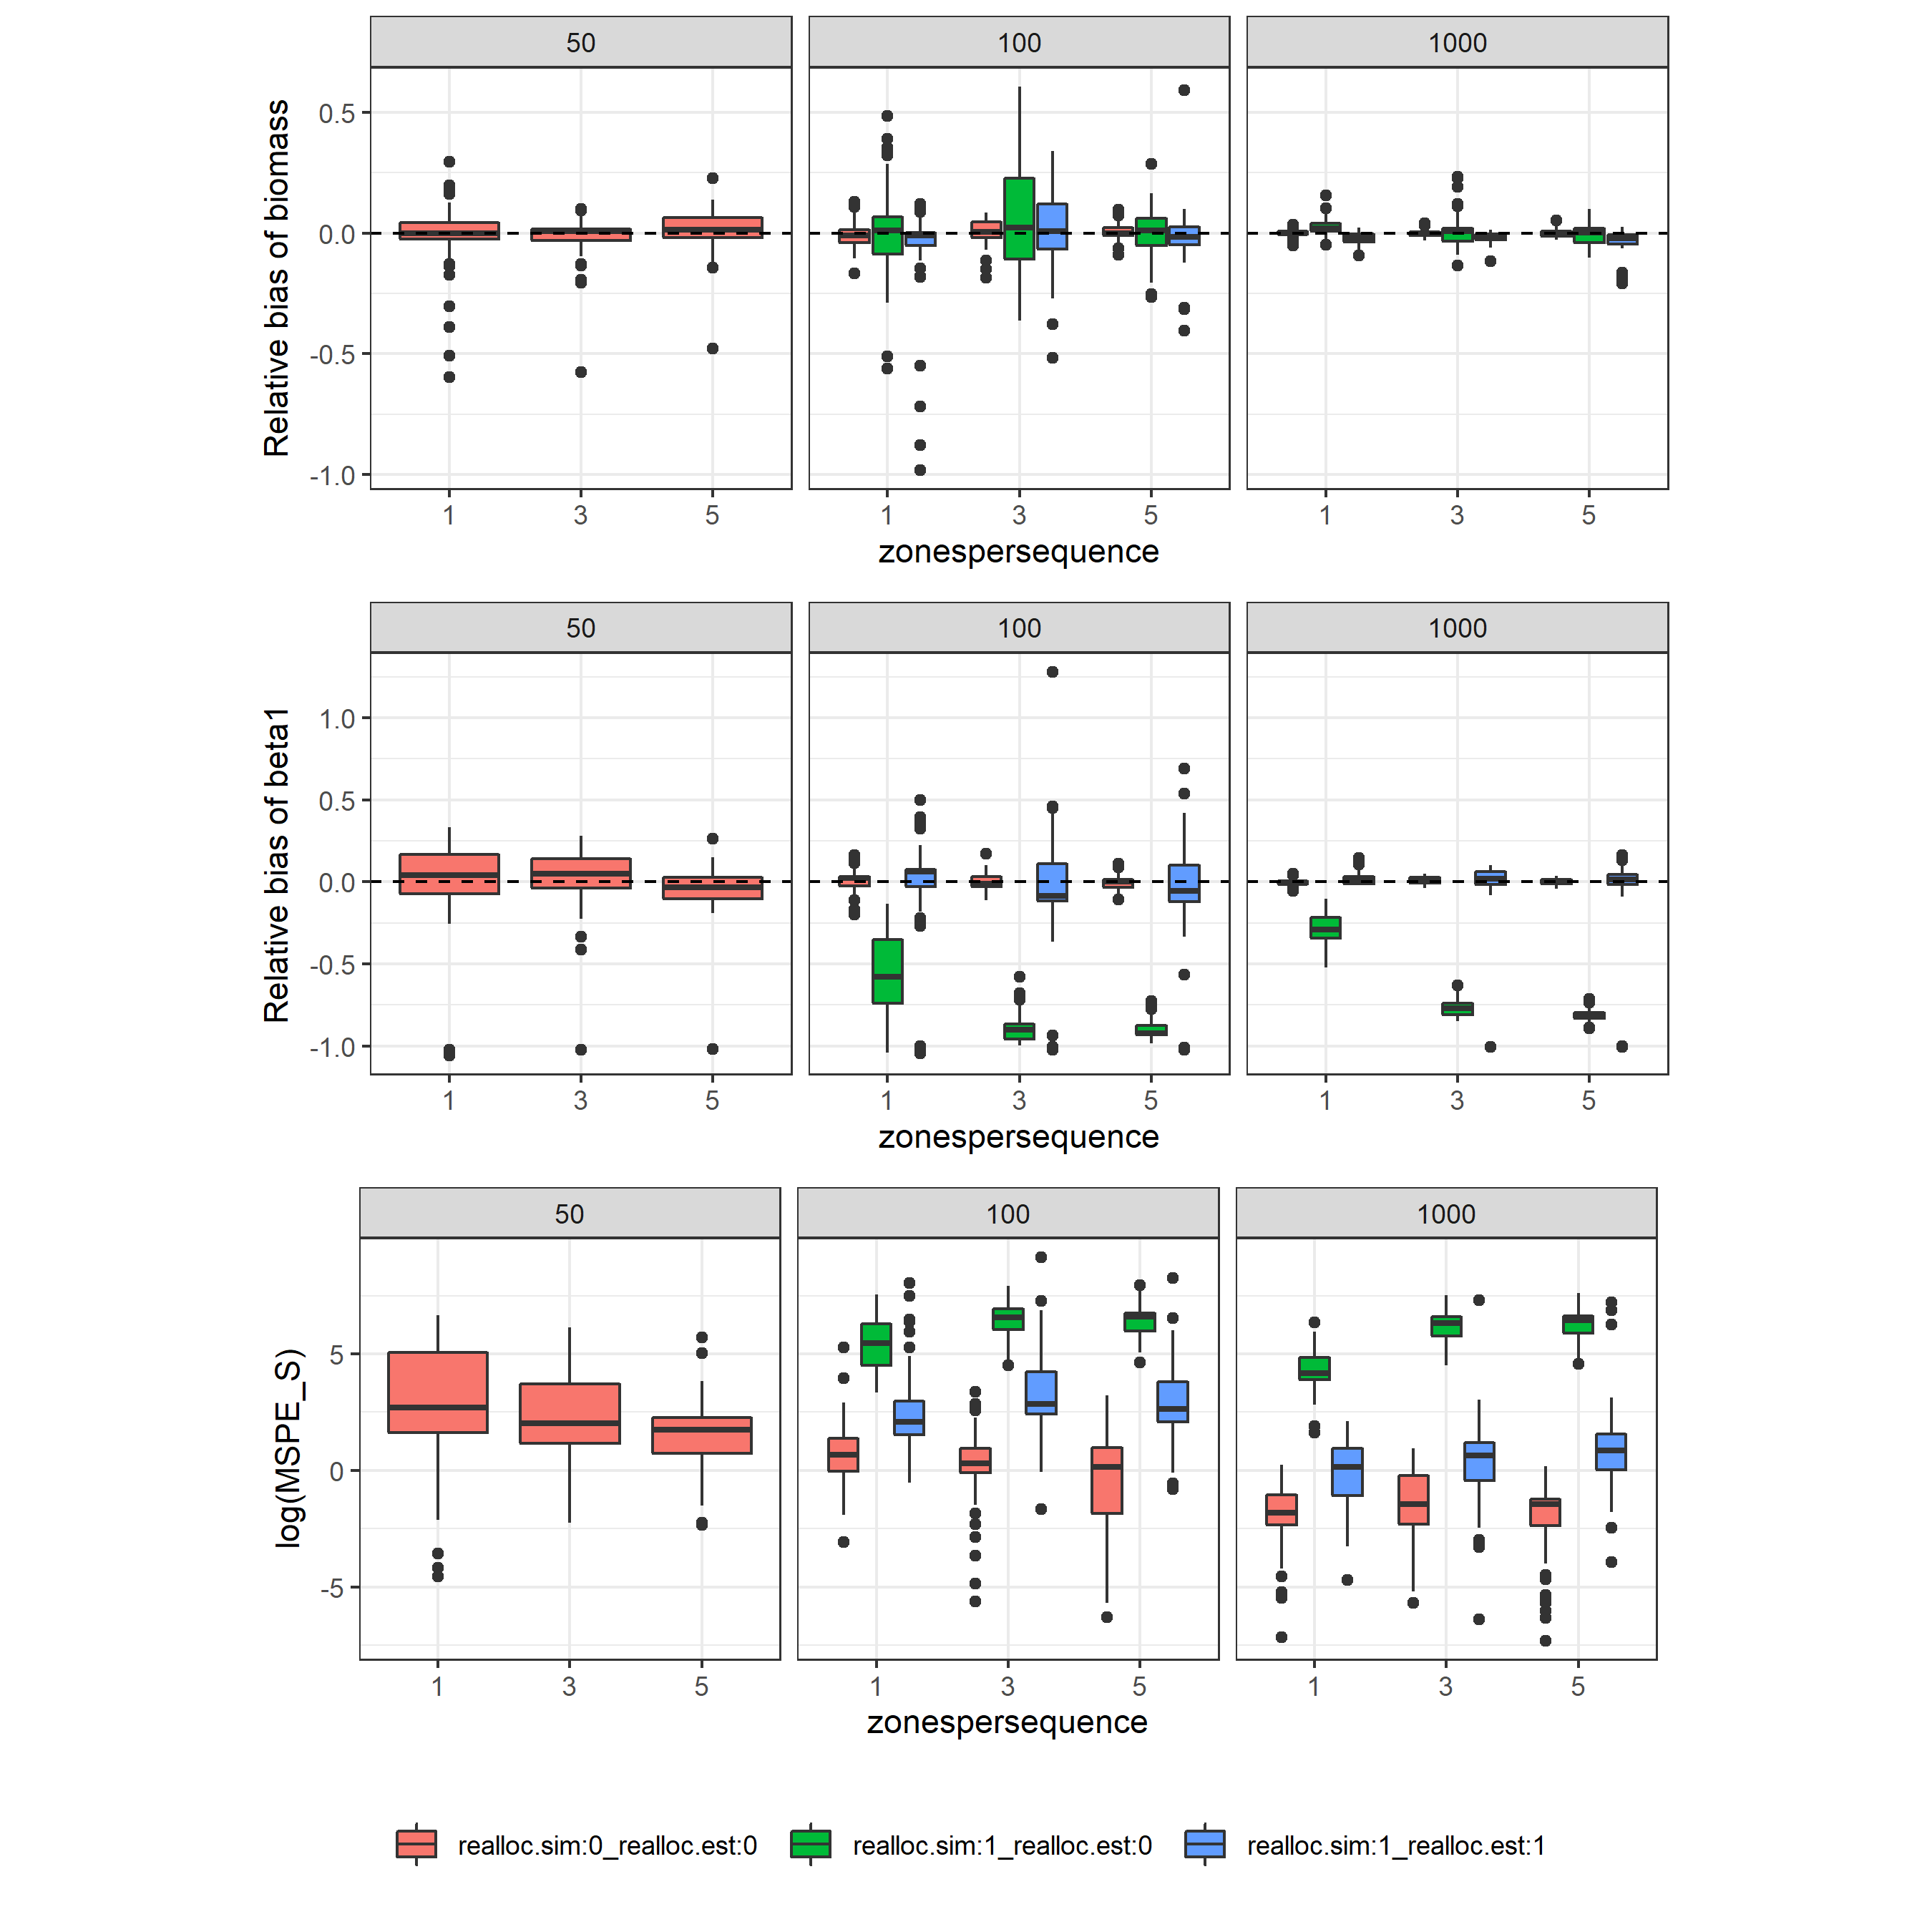 50 100 1000
Relative bias of biomass
0.5
0.0
-0.5
-1.0
1 3 5 1 3 5 1 3 5
zonespersequence
50 100 1000
Relative bias of beta1
1.0
0.5
0.0
-0.5
-1.0
1 3 5 1 3 5 1 3 5
zonespersequence
50 100 1000
log(MSPE_S)
5
0
-5
1 3 5 1 3 5 1 3 5
zonespersequence
realloc.sim:0_realloc.est:0 realloc.sim:1_realloc.est:0 realloc.sim:1_realloc.est:1